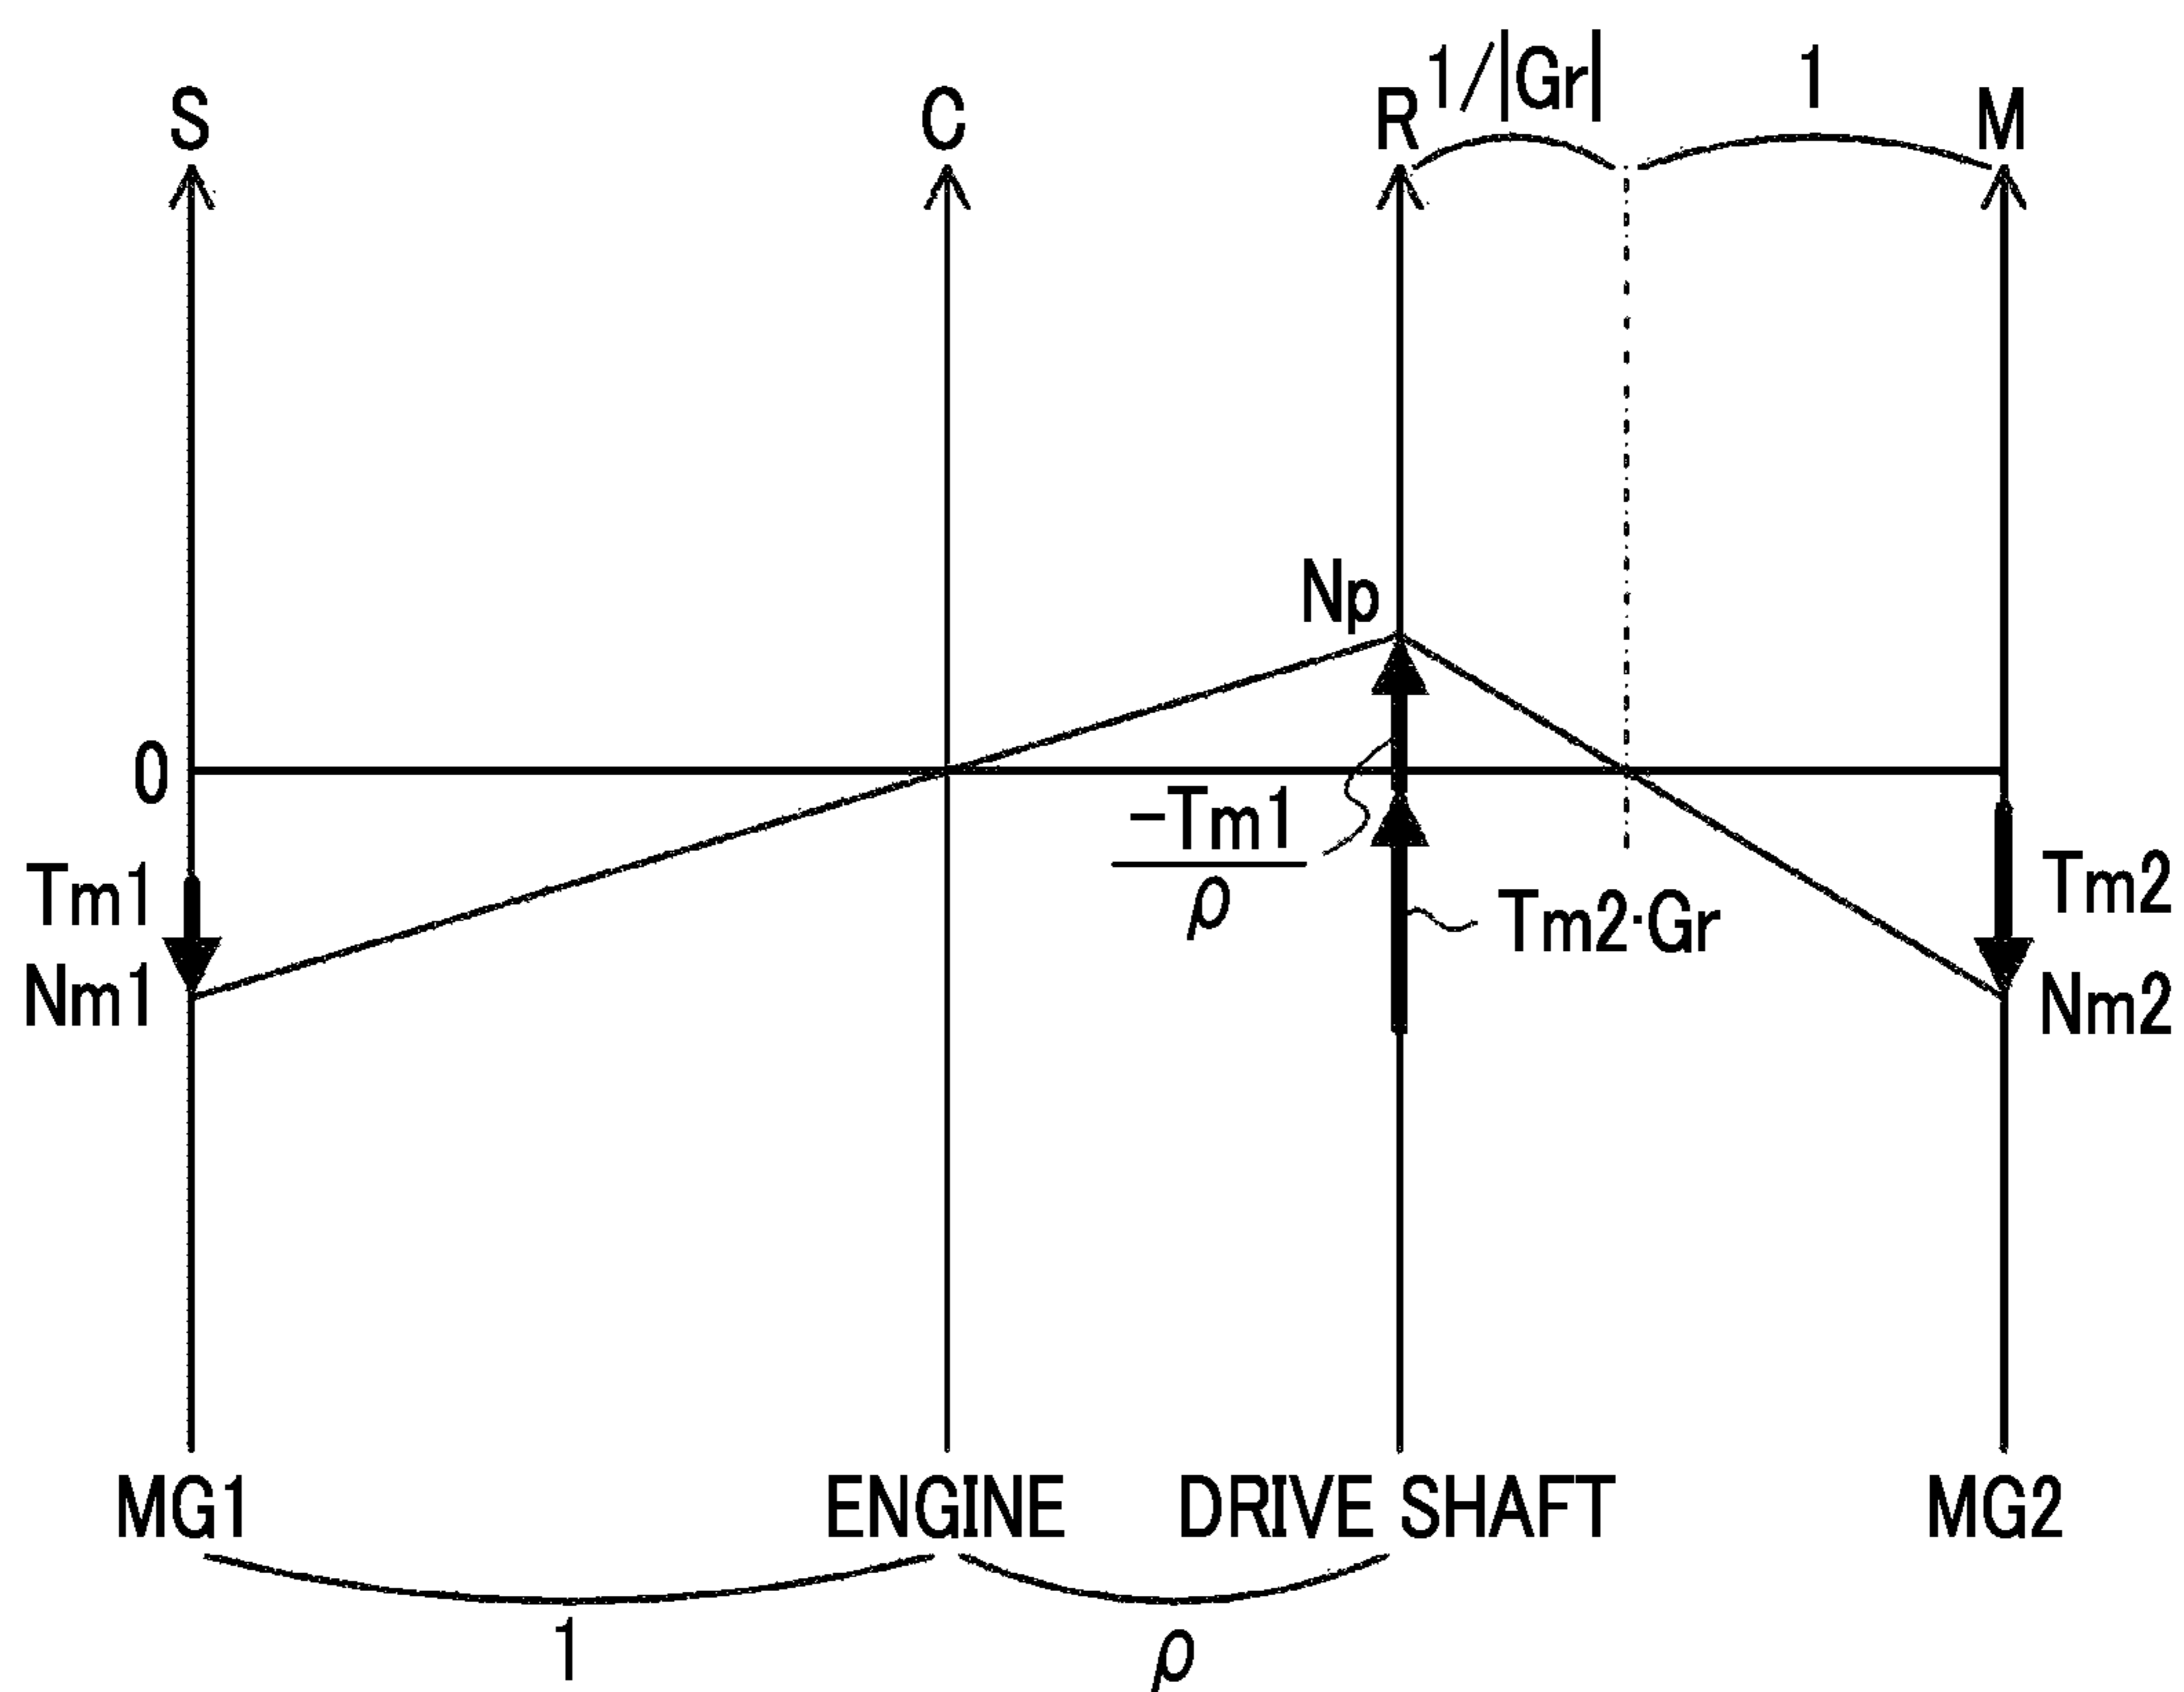 S C R 1/|Gr| 1 M
Np
0
-Tm1
ρ
Tm1
Nm1
Tm2·Gr
Tm2
Nm2
MG1 ENGINE DRIVE SHAFT MG2
1 ρ